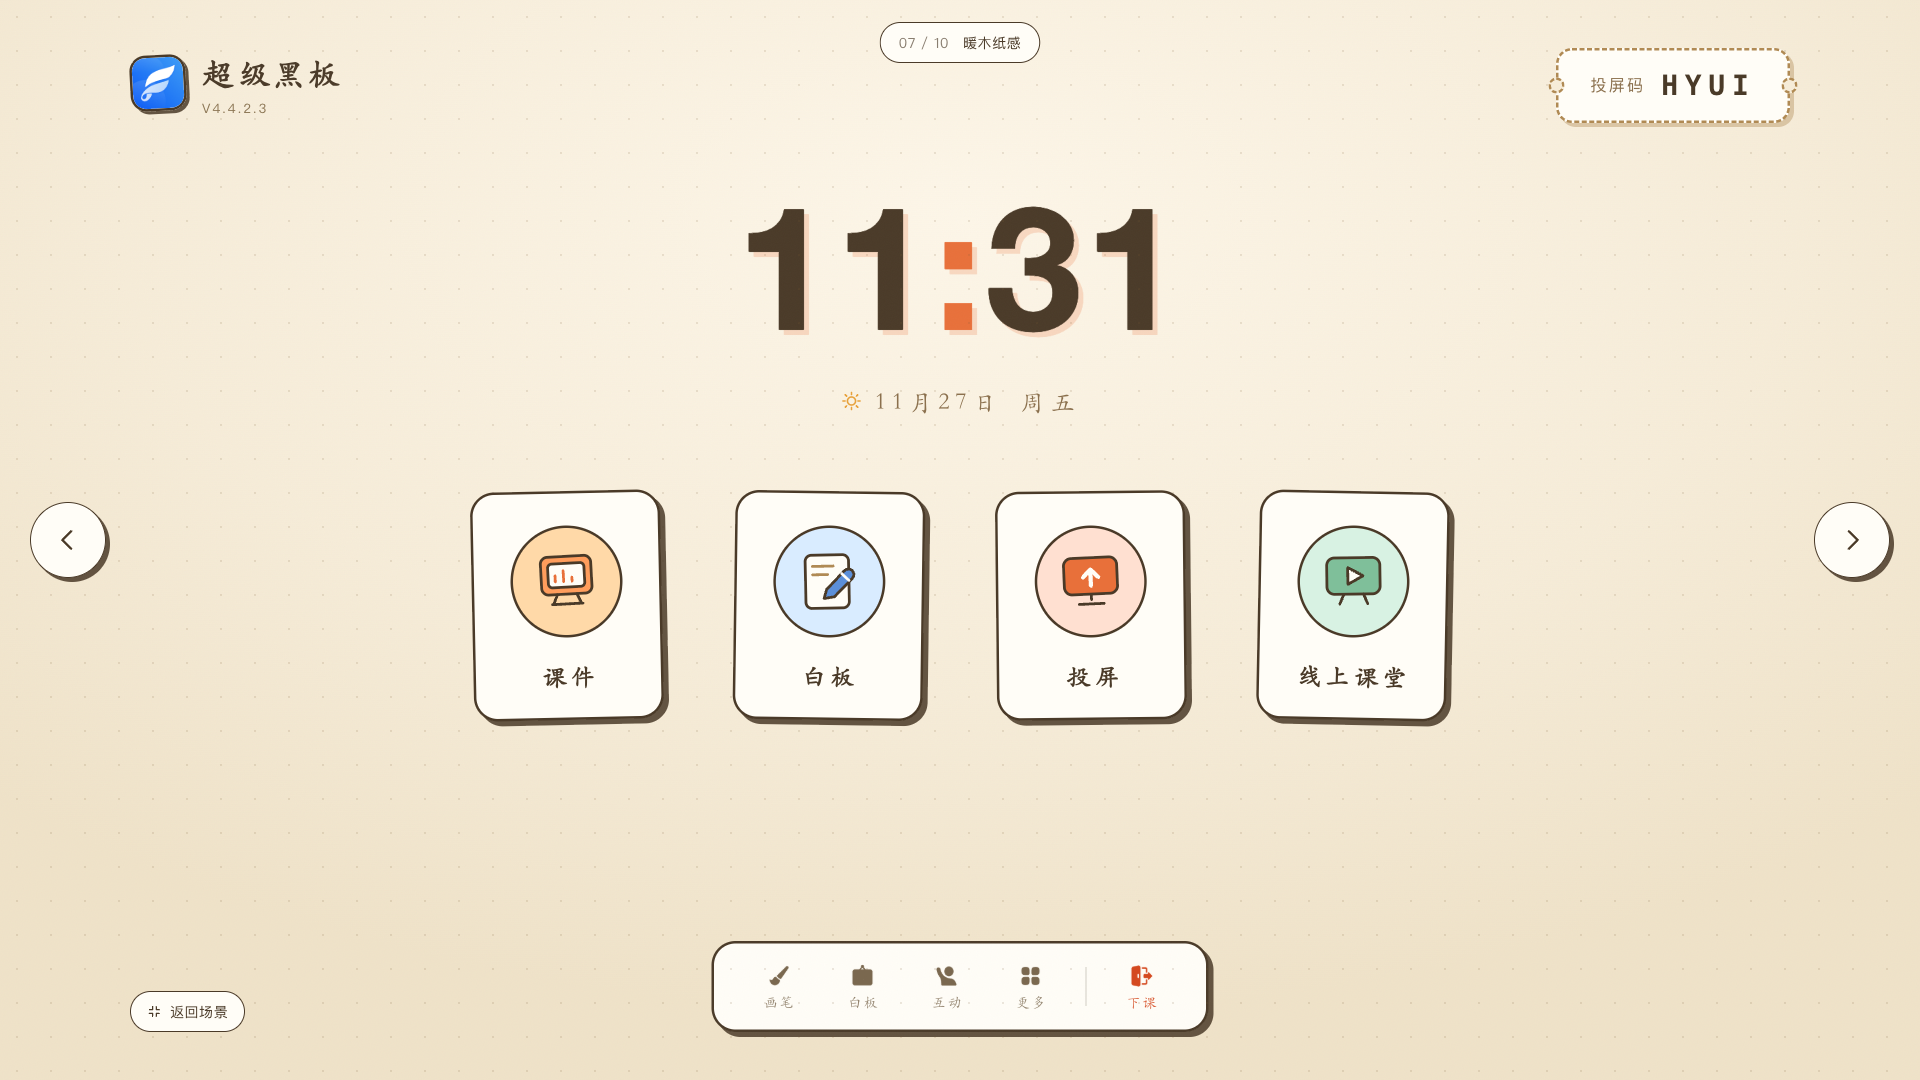 07 / 10 暖木纸感
超级黑板
V4.4.2.3
投屏码 HYUI
11:31
11月27日 周五
课件
白板
投屏
线上课堂
画笔
白板
互动
更多
下课
返回场景